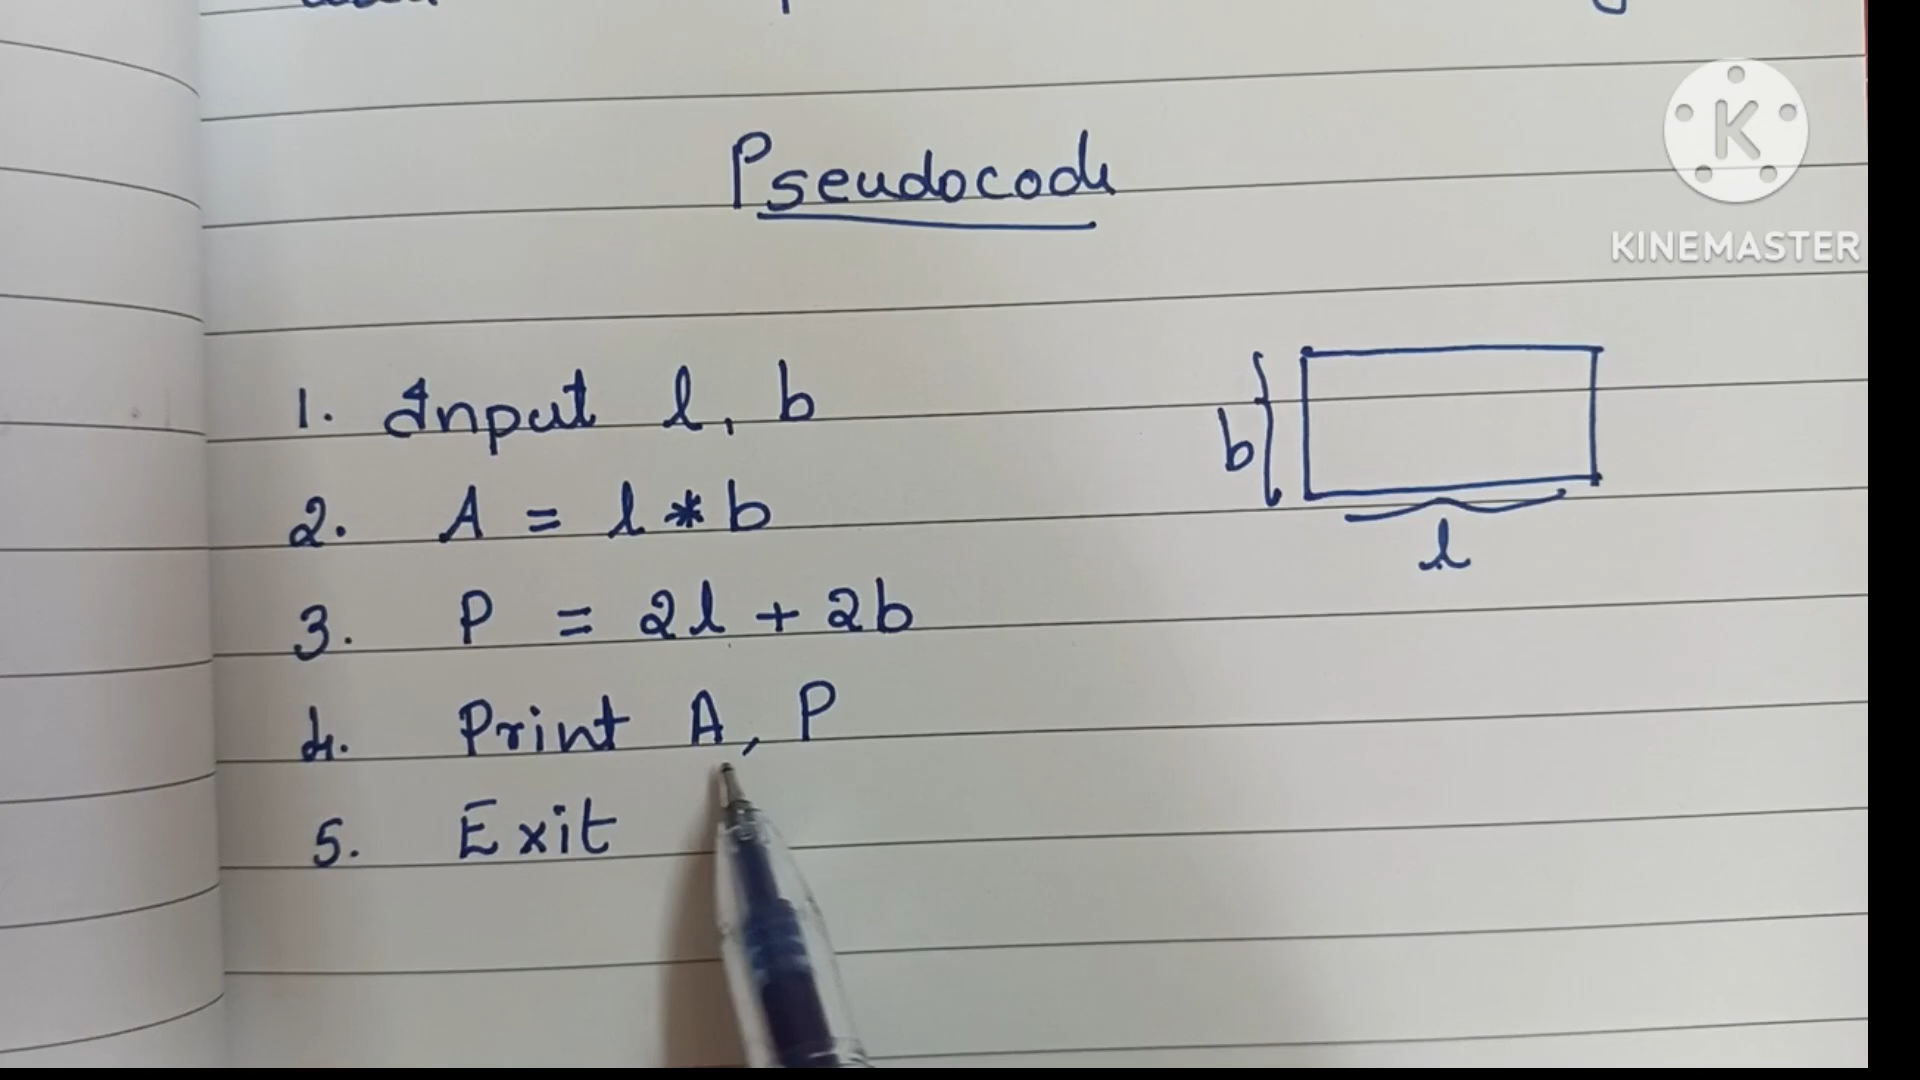 Pseudocode
K
KINEMASTER
1. Input l, b
2. A = l * b
3. P = 2l + 2b
4. Print A, P
5. Exit
b
l